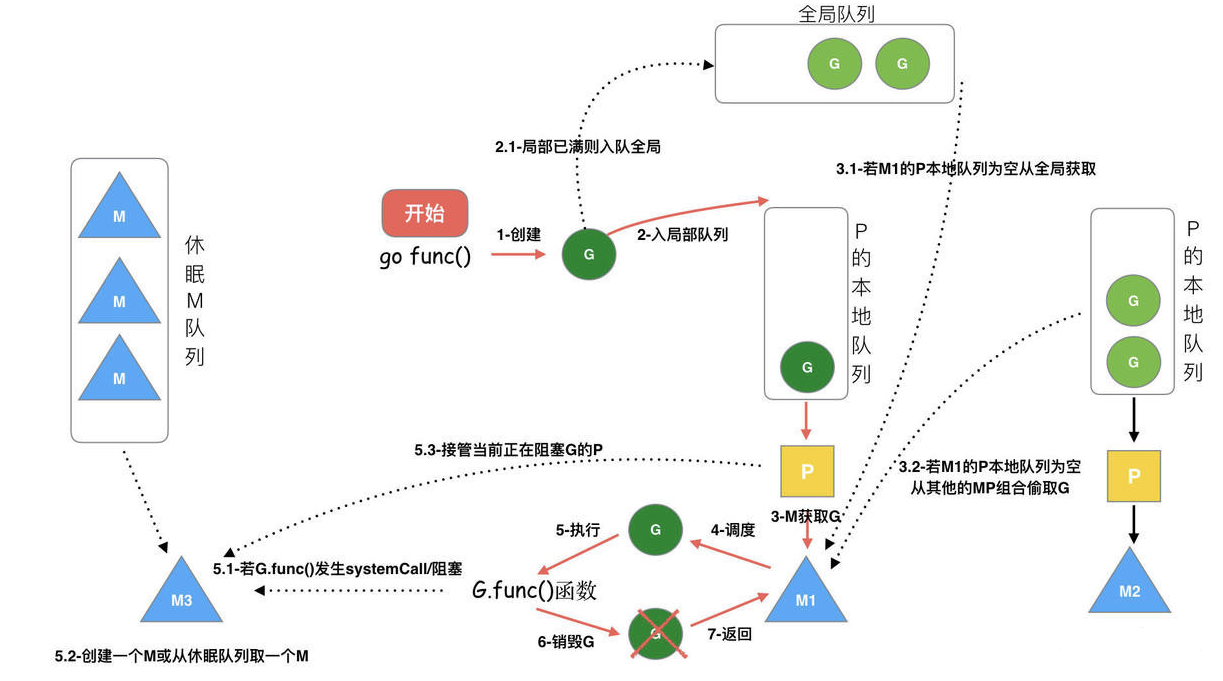 全局队列
G
G
2.1-局部已满则入队全局
3.1-若M1的P本地队列为空从全局获取
M
M
M
休眠M队列
开始
go func()
1-创建
G
2-入局部队列
G
P的本地队列
G
G
P的本地队列
5.3-接管当前正在阻塞G的P
P
3.2-若M1的P本地队列为空
从其他的MP组合偷取G
P
3-M获取G
5-执行
G
4-调度
5.1-若G.func()发生systemCall/阻塞
G.func()函数
M3
M1
M2
6-销毁G
G
7-返回
5.2-创建一个M或从休眠队列取一个M